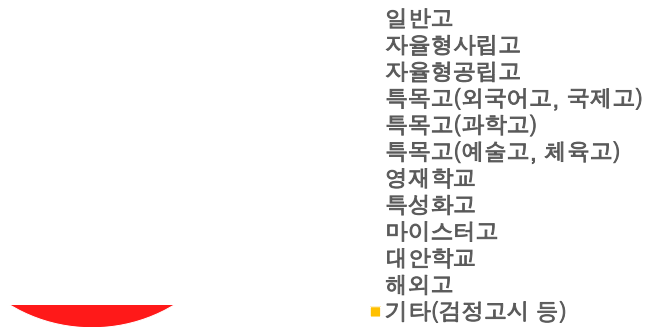 일반고
자율형사립고
자율형공립고
특목고(외국어고, 국제고)
특목고(과학고)
특목고(예술고, 체육고)
영재학교
특성화고
마이스터고
대안학교
해외고
기타(검정고시 등)